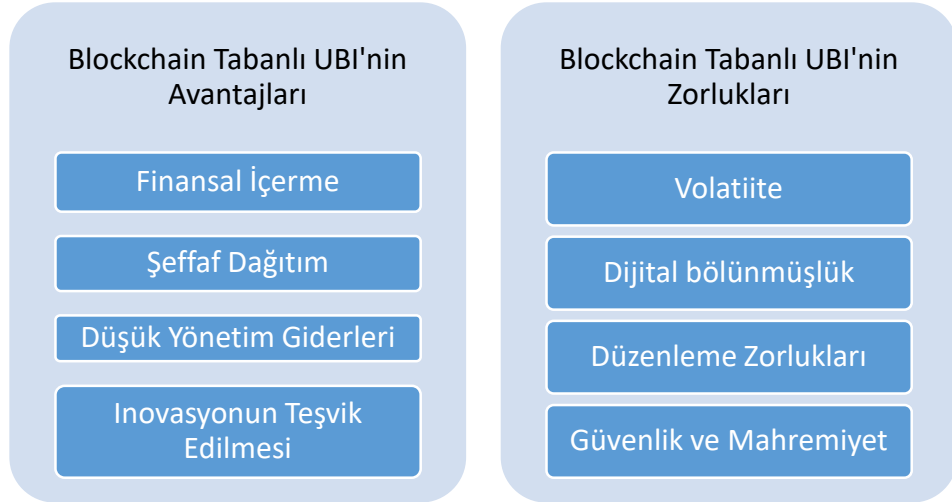 Blockchain Tabanlı UBI'nin
Avantajları
Finansal İçerme
Şeffaf Dağıtım
Düşük Yönetim Giderleri
Inovasyonun Teşvik
Edilmesi
Blockchain Tabanlı UBI'nin
Zorlukları
Volatiite
Dijital bölünmüşlük
Düzenleme Zorlukları
Güvenlik ve Mahremiyet